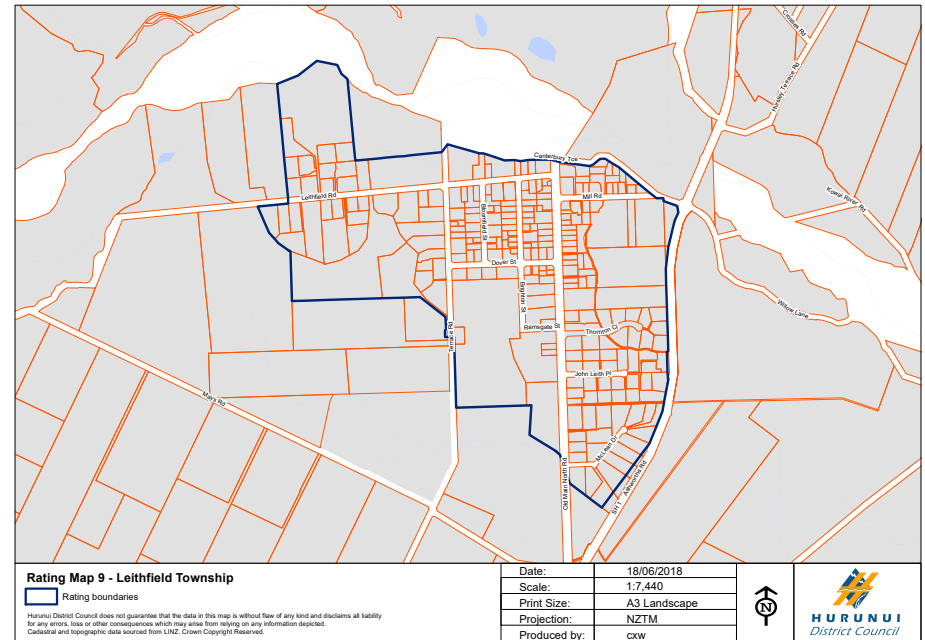 Crossies Rd
Hursley Terrace Rd
Canterbury Tce
Leithfield Rd
Mill Rd
Kowai River Rd
Bloomfield St
Dover St
Brighton St
Willow Lane
Terrace Rd
Ramsgate St
Thornton Cl
John Leith Pl
Mays Rd
McLean Dr
Old Main North Rd
SH 1 Ashworths Rd
Rating Map 9 - Leithfield Township
Rating boundaries
Hurunui District Council does not guarantee that the data in this map is without flaw of any kind and disclaims all liability
for any errors, loss or other consequences which may arise from relying on any information depicted.
Cadastral and topographic data sourced from LINZ. Crown Copyright Reserved.
Date: 18/06/2018
Scale: 1:7,440
Print Size: A3 Landscape
Projection: NZTM
Produced by: cxw
N
HURUNUI
District Council